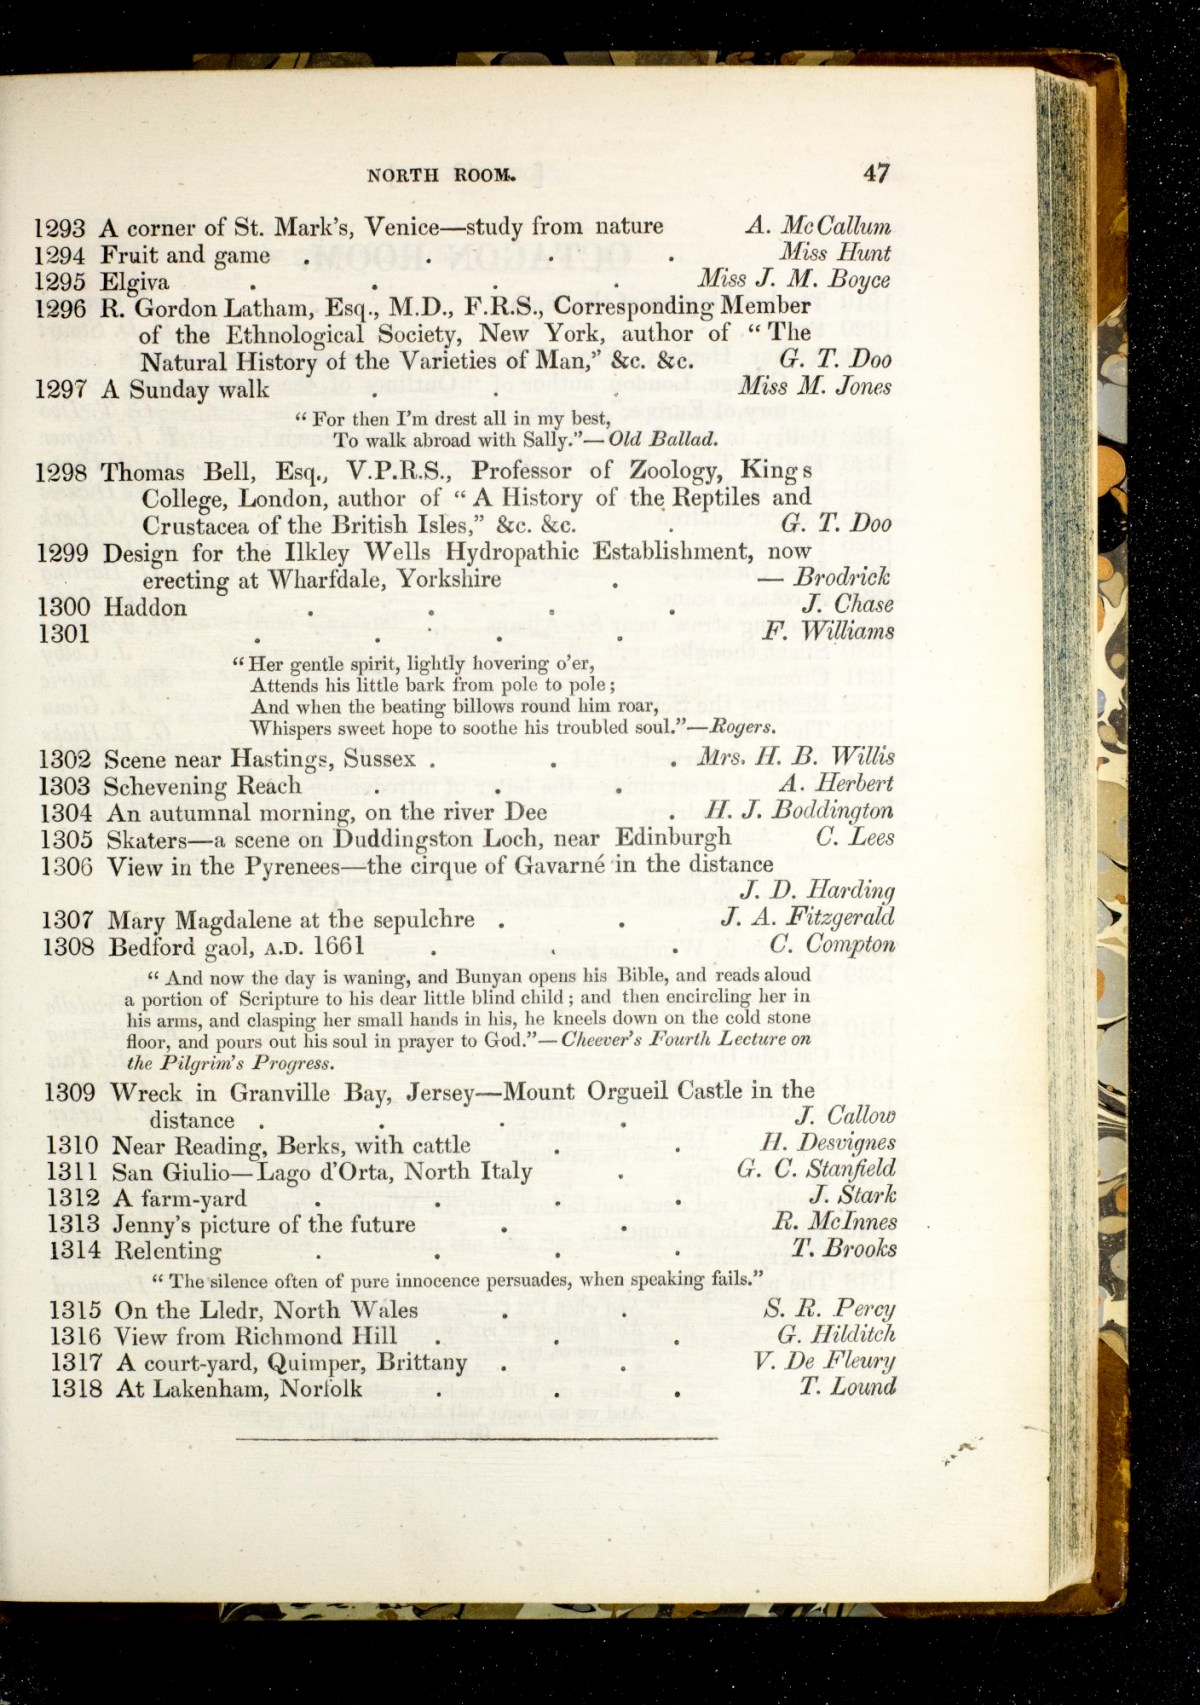 NORTH ROOM. 47
1293 A corner of St. Mark's, Venice—study from nature A. McCallum
1294 Fruit and game . . . . Miss Hunt
1295 Elgiva . . . . Miss J. M. Boyce
1296 R. Gordon Latham, Esq., M.D., F.R.S., Corresponding Member
of the Ethnological Society, New York, author of "The
Natural History of the Varieties of Man," &c. &c. G. T. Doo
1297 A Sunday walk . . . Miss M. Jones
"For then I'm drest all in my best,
To walk abroad with Sally."—Old Ballad.
1298 Thomas Bell, Esq., V.P.R.S., Professor of Zoology, King s
College, London, author of "A History of the Reptiles and
Crustacea of the British Isles," &c. &c. . G. T. Doo
1299 Design for the Ilkley Wells Hydropathic Establishment, now
erecting at Wharfdale, Yorkshire . — Brodrick
1300 Haddon . . . . J. Chase
1301 . . . . F. Williams
"Her gentle spirit, lightly hovering o'er,
Attends his little bark from pole to pole;
And when the beating billows round him roar,
Whispers sweet hope to soothe his troubled soul."—Rogers.
1302 Scene near Hastings, Sussex . . . Mrs. H. B. Willis
1303 Schevening Reach . . . A. Herbert
1304 An autumnal morning, on the river Dee . H. J. Boddington
1305 Skaters—a scene on Duddingston Loch, near Edinburgh C. Lees
1306 View in the Pyrenees—the cirque of Gavarné in the distance
J. D. Harding
1307 Mary Magdalene at the sepulchre . . J. A. Fitzgerald
1308 Bedford gaol, A.D. 1661 . . . C. Compton
"And now the day is waning, and Bunyan opens his Bible, and reads aloud
a portion of Scripture to his dear little blind child; and then encircling her in
his arms, and clasping her small hands in his, he kneels down on the cold stone
floor, and pours out his soul in prayer to God."—Cheever's Fourth Lecture on
the Pilgrim's Progress.
1309 Wreck in Granville Bay, Jersey—Mount Orgueil Castle in the
distance . . . . J. Callow
1310 Near Reading, Berks, with cattle . . H. Desvignes
1311 San Giulio—Lago d'Orta, North Italy . G. C. Stanfield
1312 A farm-yard . . . . J. Stark
1313 Jenny's picture of the future . . R. McInnes
1314 Relenting . . . . T. Brooks
"The silence often of pure innocence persuades, when speaking fails."
1315 On the Lledr, North Wales . . S. R. Percy
1316 View from Richmond Hill . . . G. Hilditch
1317 A court-yard, Quimper, Brittany . . V. De Fleury
1318 At Lakenham, Norfolk . . . T. Lound